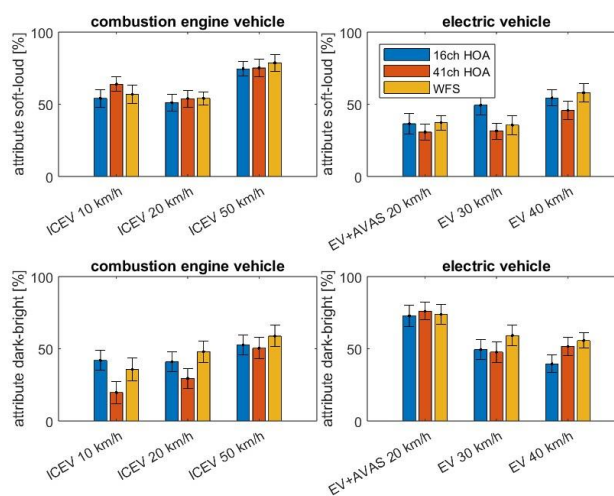 combustion engine vehicle
attribute soft-loud [%]
100
50
0
ICEV 10 km/h
ICEV 20 km/h
ICEV 50 km/h
electric vehicle
attribute soft-loud [%]
100
50
0
16ch HOA
41ch HOA
WFS
EV+AVAS 20 km/h
EV 30 km/h
EV 40 km/h
combustion engine vehicle
attribute dark-bright [%]
100
50
0
ICEV 10 km/h
ICEV 20 km/h
ICEV 50 km/h
electric vehicle
attribute dark-bright [%]
100
50
0
EV+AVAS 20 km/h
EV 30 km/h
EV 40 km/h